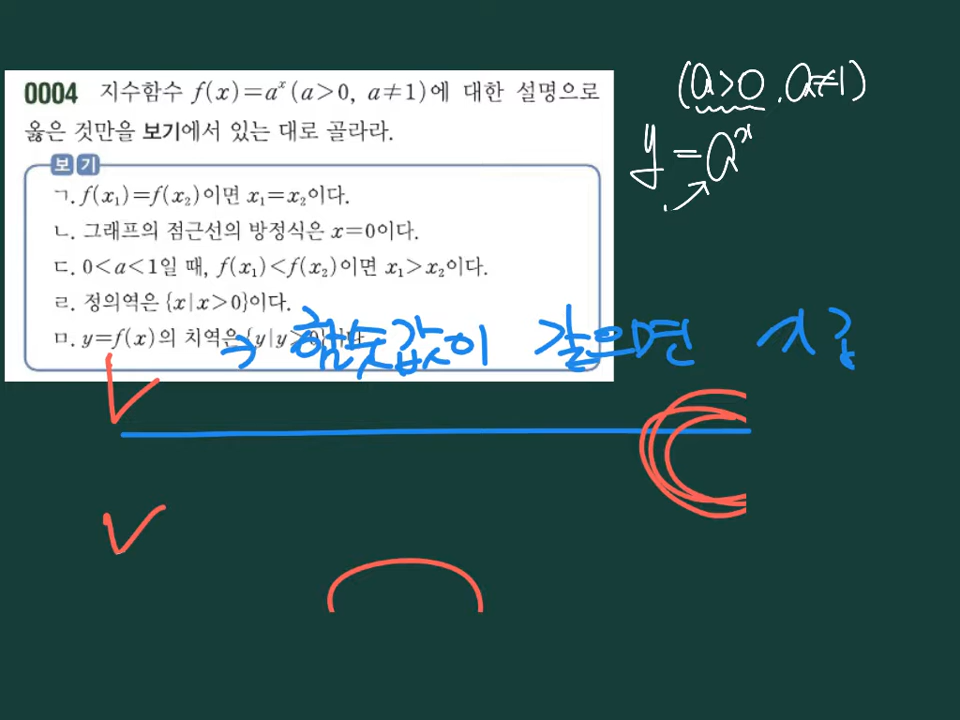 0004 지수함수 f(x)=aˣ(a>0, a≠1)에 대한 설명으로
옳은 것만을 보기에서 있는 대로 골라라.
보기
ㄱ. f(x₁)=f(x₂)이면 x₁=x₂이다.
ㄴ. 그래프의 점근선의 방정식은 x=0이다.
ㄷ. 0<a<1일 때, f(x₁)<f(x₂)이면 x₁>x₂이다.
ㄹ. 정의역은 {x|x>0}이다.
ㅁ. y=f(x)의 치역은 {y|y>
(a>0, a≠1)
y=aˣ
→ 함숫값이 같으면